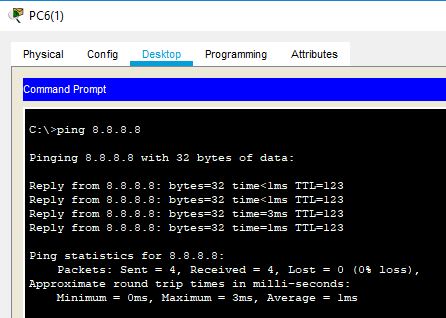 PC6(1)
Physical Config Desktop Programming Attributes
Command Prompt
C:\>ping 8.8.8.8
Pinging 8.8.8.8 with 32 bytes of data:
Reply from 8.8.8.8: bytes=32 time<1ms TTL=123
Reply from 8.8.8.8: bytes=32 time<1ms TTL=123
Reply from 8.8.8.8: bytes=32 time=3ms TTL=123
Reply from 8.8.8.8: bytes=32 time=1ms TTL=123
Ping statistics for 8.8.8.8:
Packets: Sent = 4, Received = 4, Lost = 0 (0% loss),
Approximate round trip times in milli-seconds:
Minimum = 0ms, Maximum = 3ms, Average = 1ms